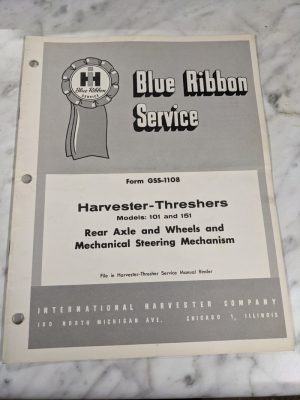 IH
Blue Ribbon
SERVICE
Blue Ribbon
Service
Form GSS-1108
Harvester-Threshers
Models: 101 and 151
Rear Axle and Wheels and
Mechanical Steering Mechanism
File in Harvester-Thresher Service Manual Binder
INTERNATIONAL HARVESTER COMPANY
180 NORTH MICHIGAN AVE. CHICAGO 1, ILLINOIS